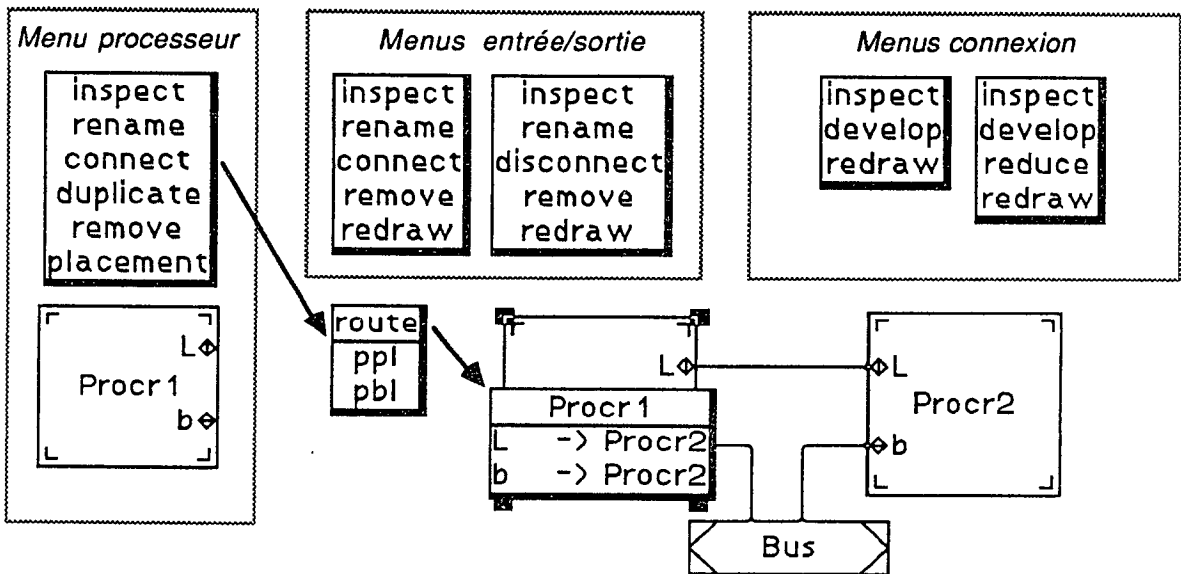 Menu processeur
inspect
rename
connect
duplicate
remove
placement
L
Procr1
b
Menus entrée/sortie
inspect
rename
connect
remove
redraw
inspect
rename
disconnect
remove
redraw
Menus connexion
inspect
develop
redraw
inspect
develop
reduce
redraw
route
ppl
pbl
L
Procr1
L -> Procr2
b -> Procr2
L
Procr2
b
Bus